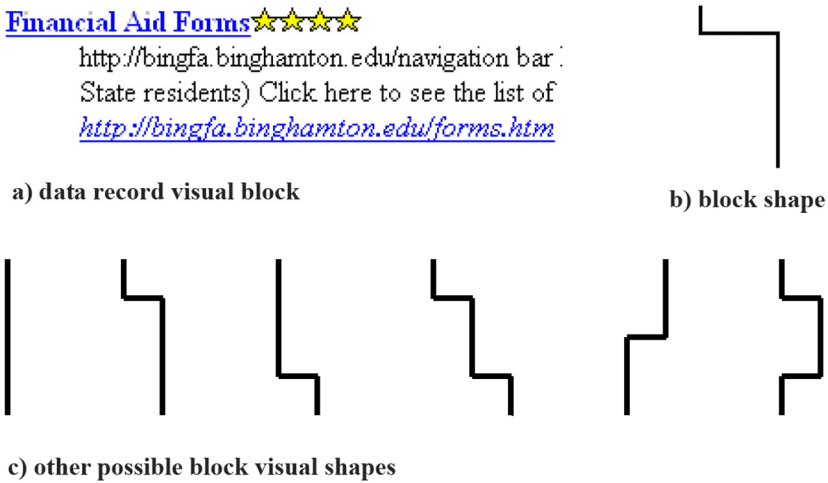 Financial Aid Forms
http://bingfa.binghamton.edu/navigation bar
State residents) Click here to see the list of
http://bingfa.binghamton.edu/forms.htm
a) data record visual block
b) block shape
c) other possible block visual shapes